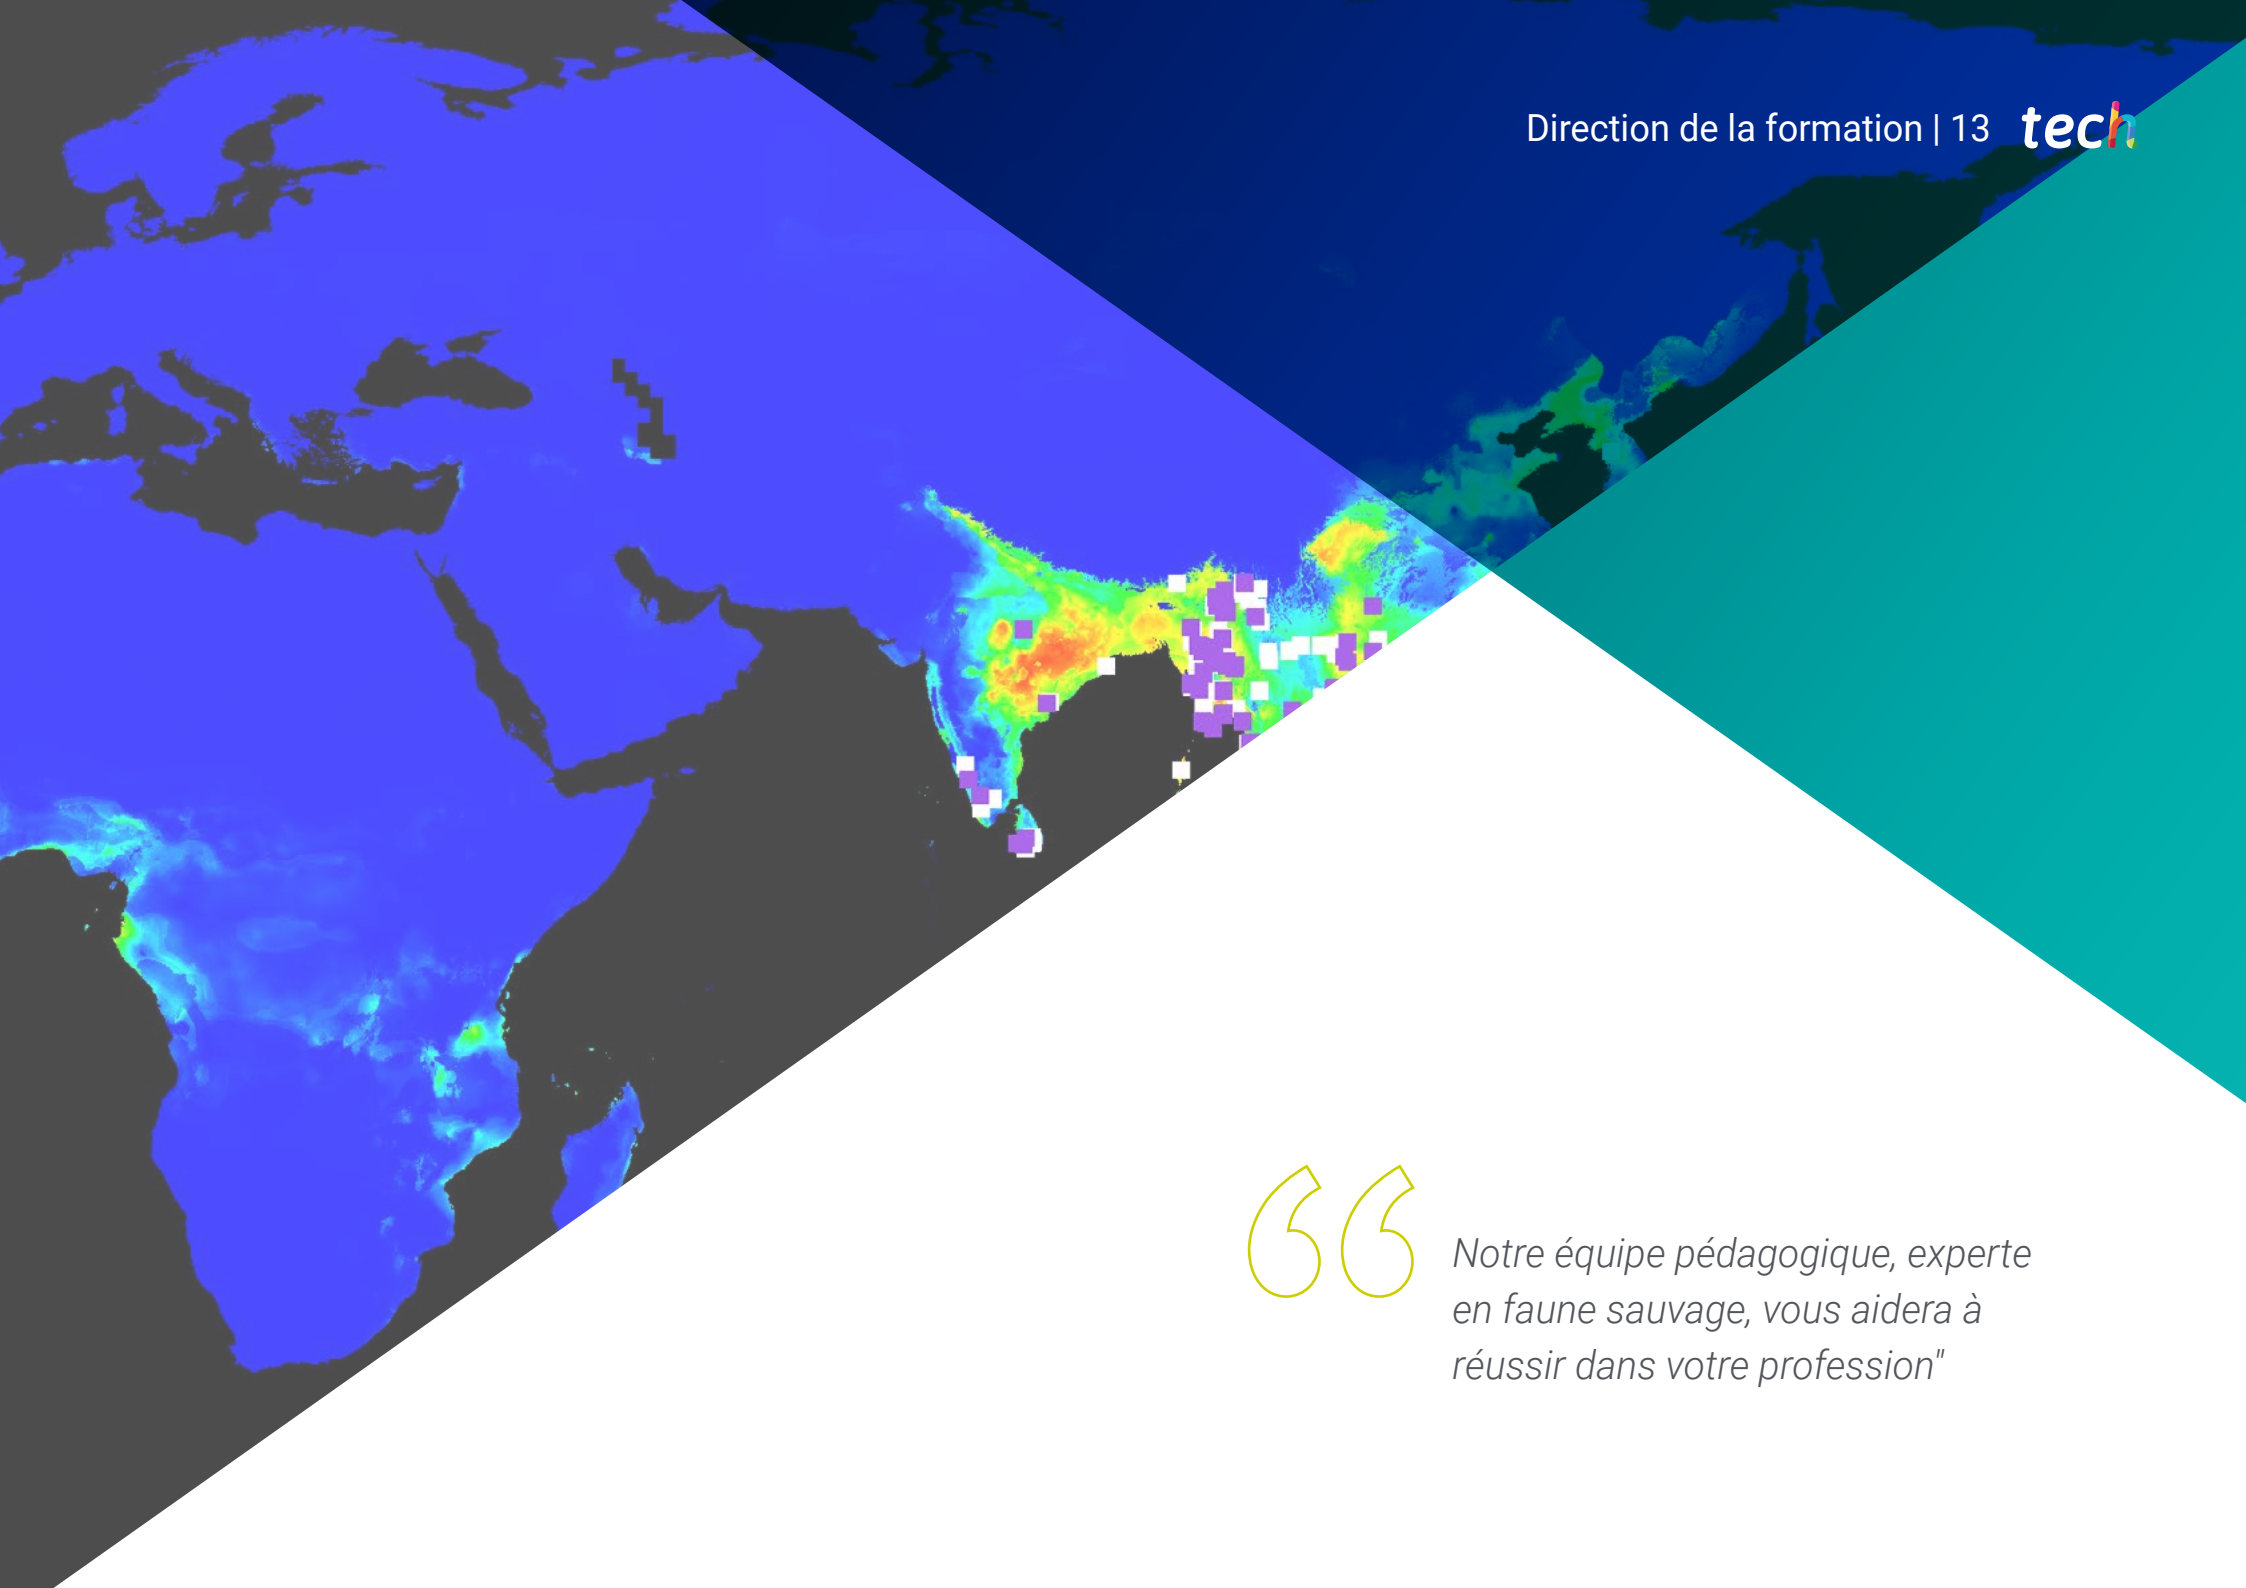 Direction de la formation | 13 tech
Notre équipe pédagogique, experte
en faune sauvage, vous aidera à
réussir dans votre profession"